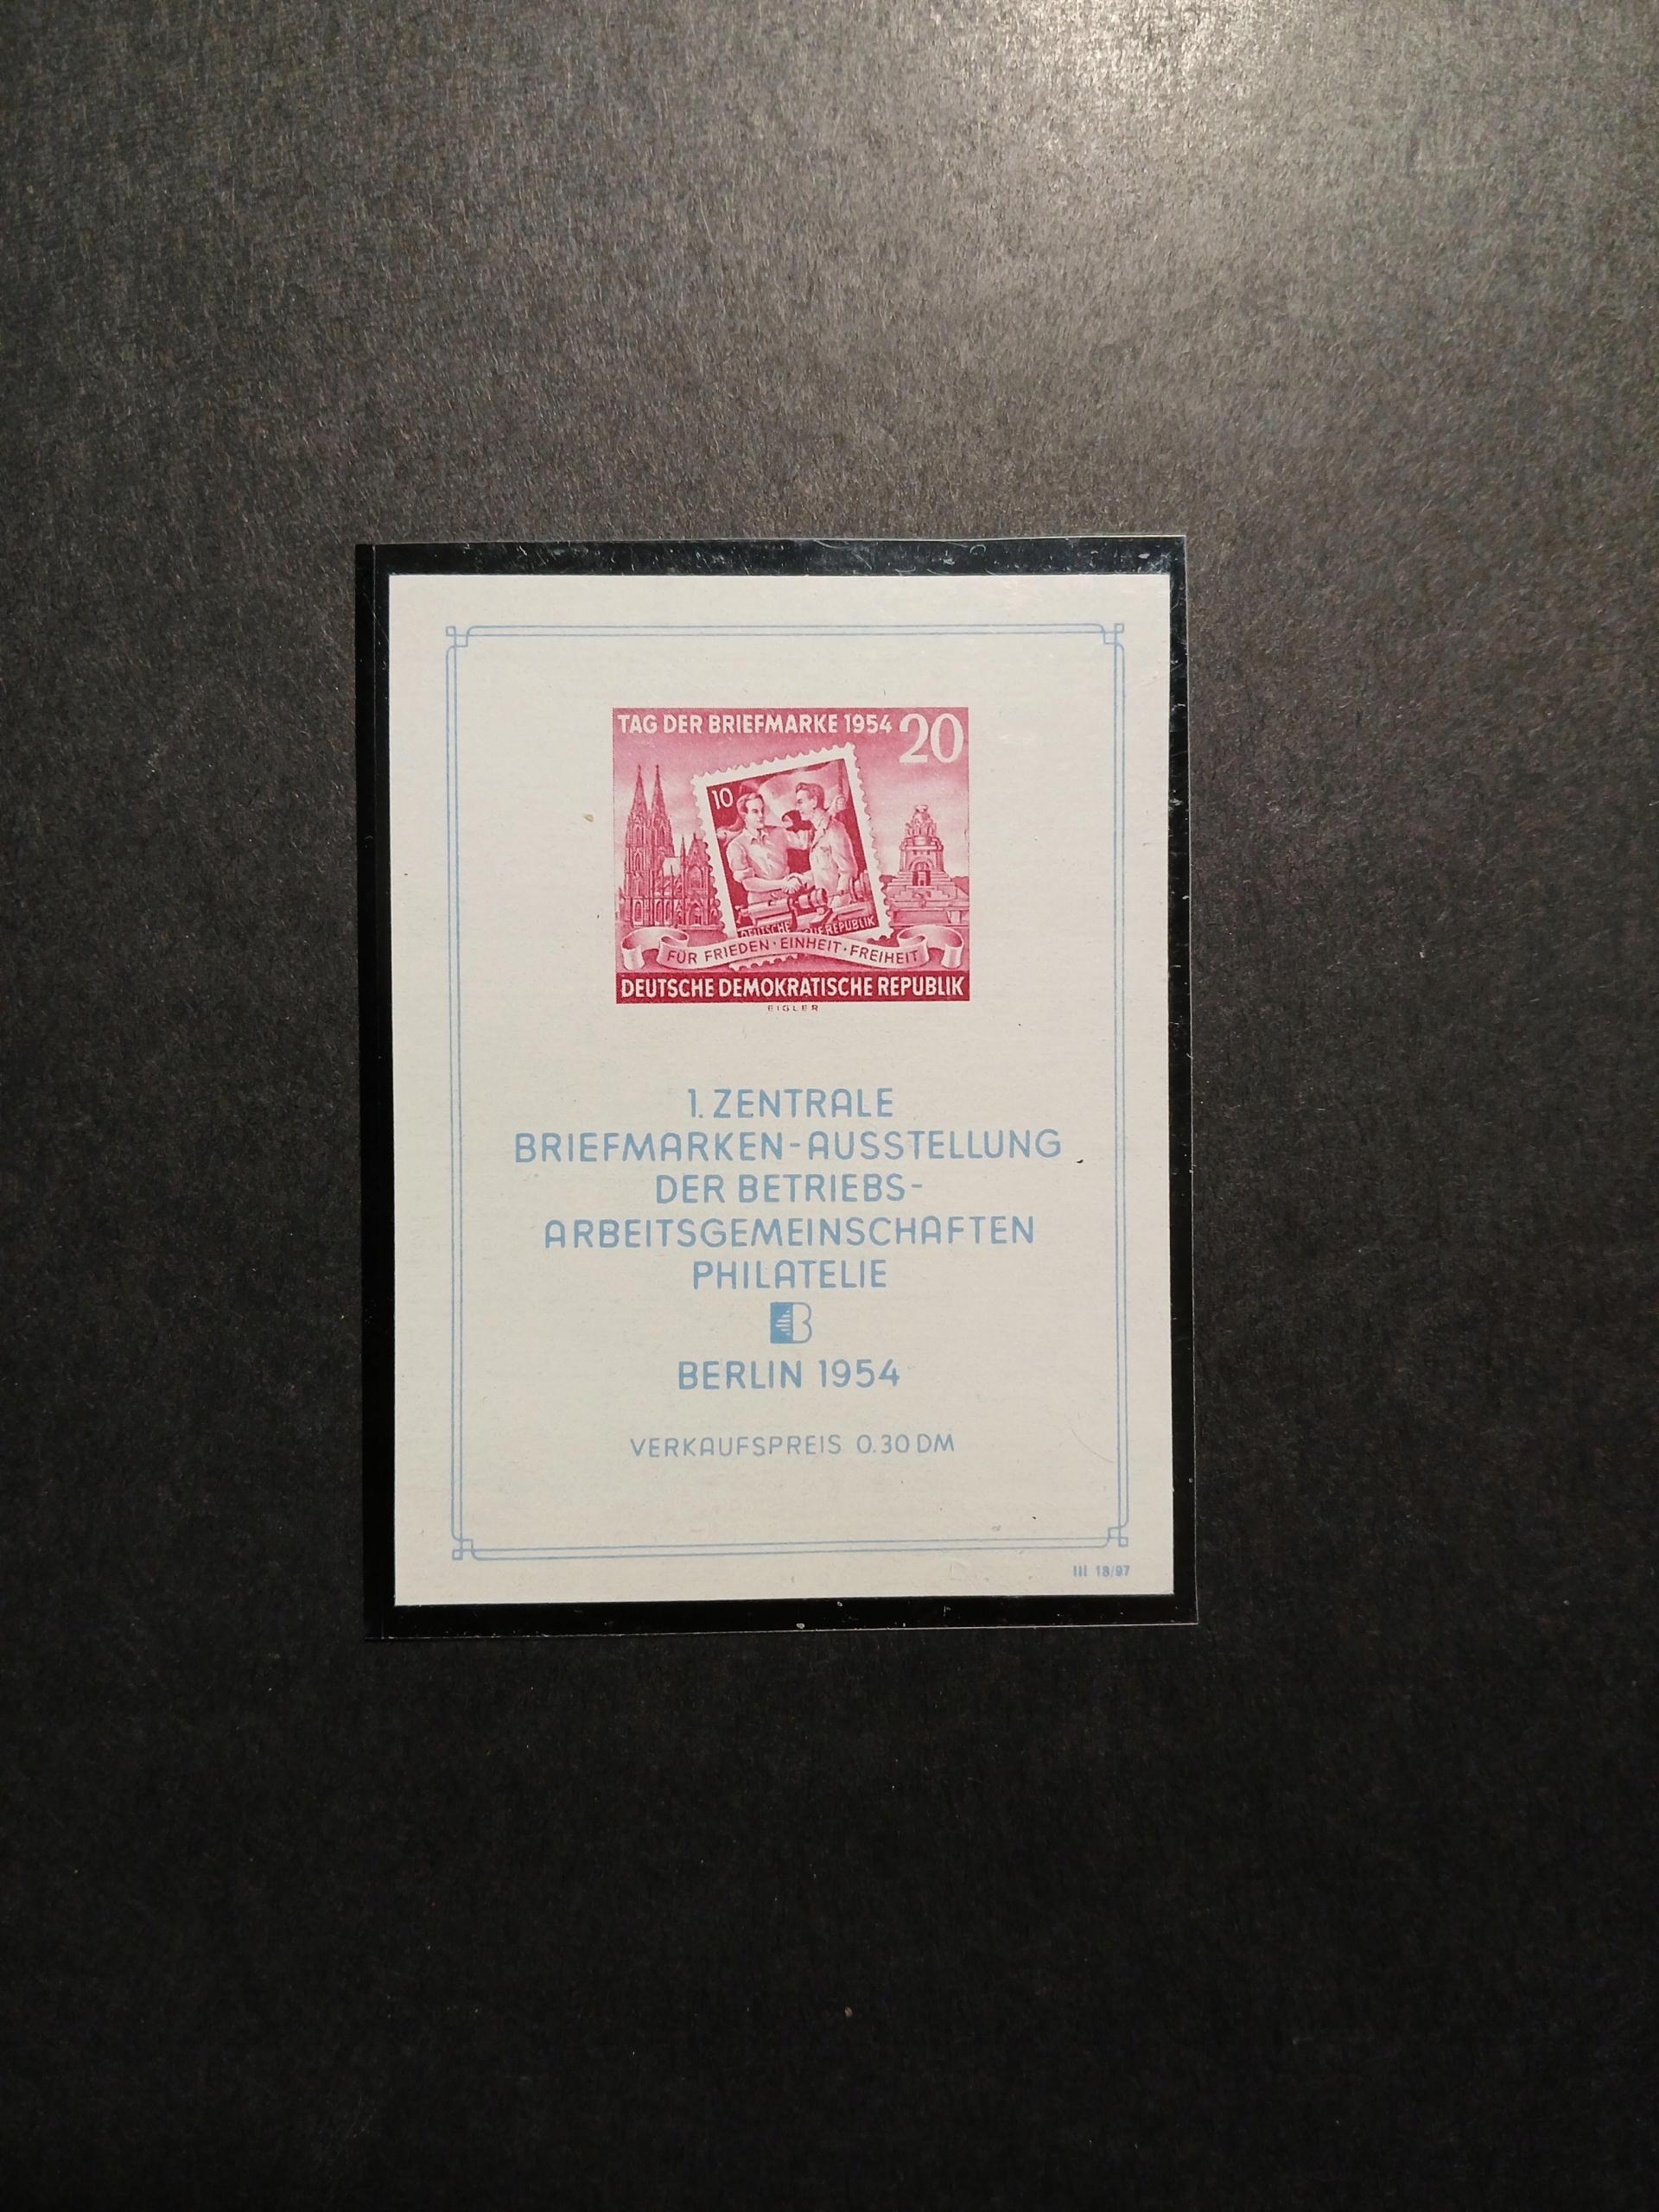 TAG DER BRIEFMARKE 1954 20
10
DEUTSCHE REPUBLIK
FÜR FRIEDEN · EINHEIT · FREIHEIT
DEUTSCHE DEMOKRATISCHE REPUBLIK
EIGLER
1. ZENTRALE
BRIEFMARKEN-AUSSTELLUNG
DER BETRIEBS-
ARBEITSGEMEINSCHAFTEN
PHILATELIE
B
BERLIN 1954
VERKAUFSPREIS 0.30 DM
III 18/97